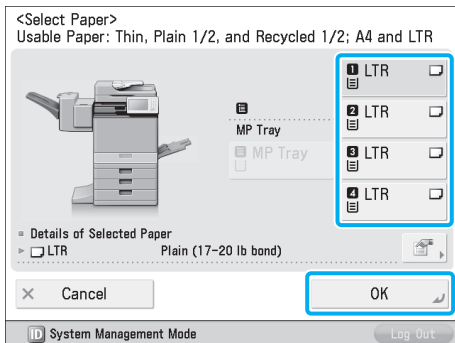 <Select Paper>
Usable Paper: Thin, Plain 1/2, and Recycled 1/2; A4 and LTR
1 LTR
2 LTR
MP Tray
3 LTR
MP Tray
4 LTR
Details of Selected Paper
LTR Plain (17-20 lb bond)
× Cancel
OK
ID System Management Mode
Log Out